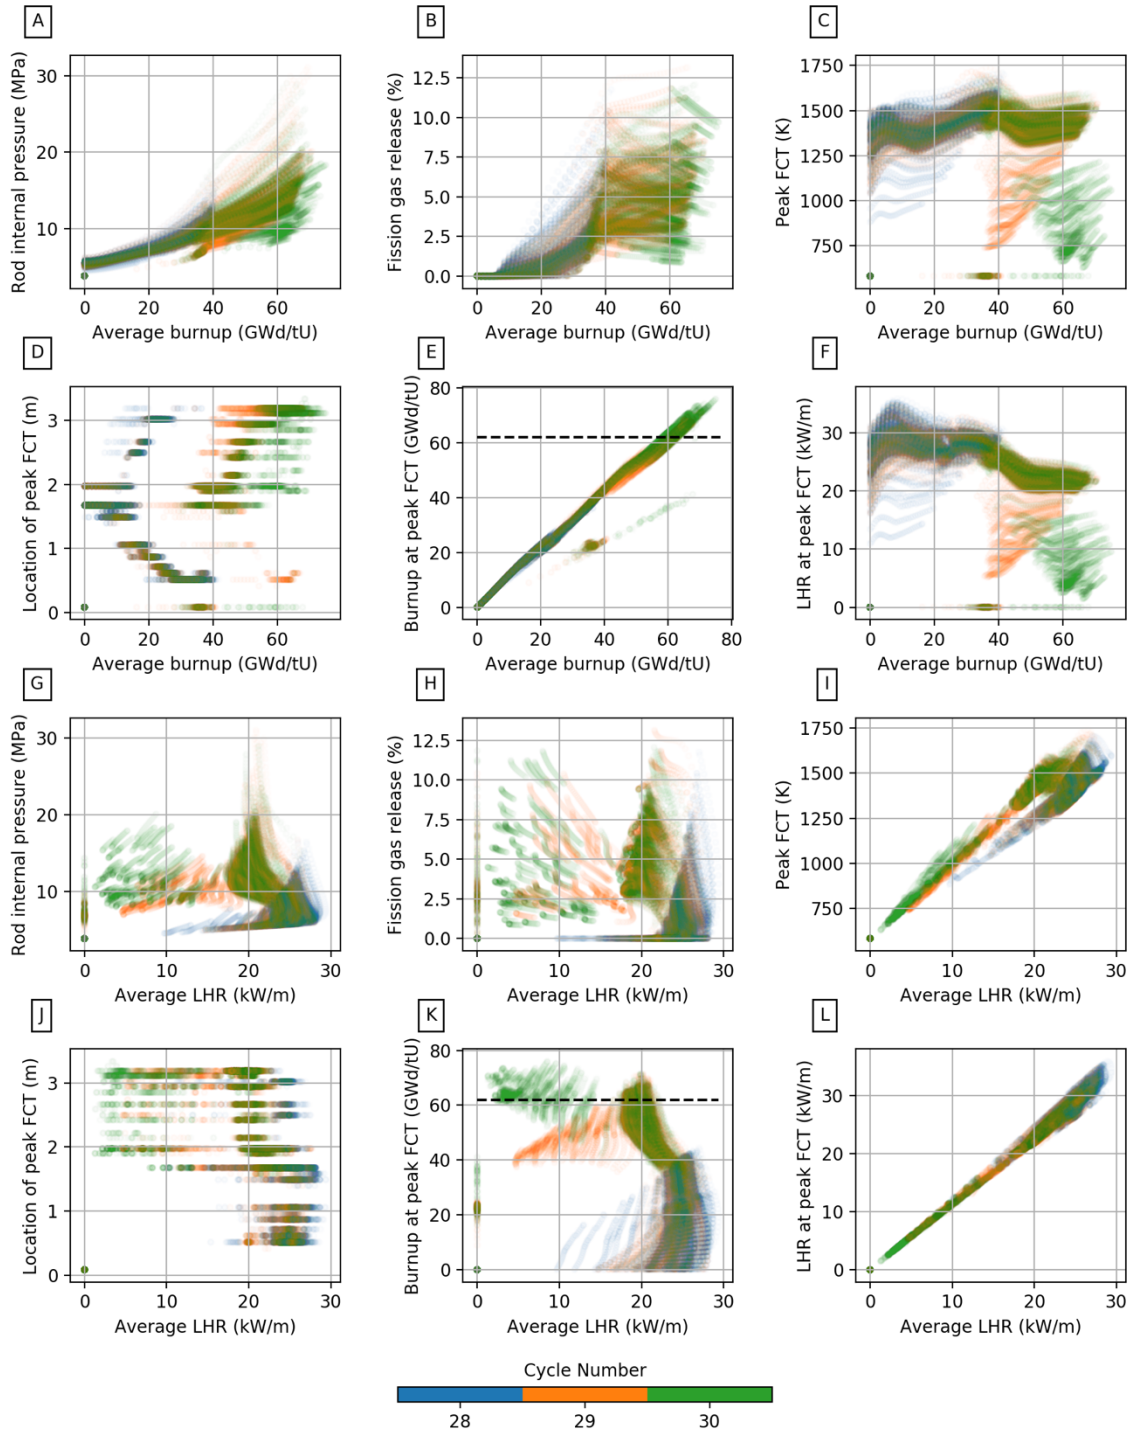 A
B
C
Rod internal pressure (MPa)
30
20
10
0 20 40 60
Average burnup (GWd/tU)
Fission gas release (%)
12.5
10.0
7.5
5.0
2.5
0.0
0 20 40 60
Average burnup (GWd/tU)
Peak FCT (K)
1750
1500
1250
1000
750
0 20 40 60
Average burnup (GWd/tU)
D
E
F
Location of peak FCT (m)
3
2
1
0
0 20 40 60
Average burnup (GWd/tU)
Burnup at peak FCT (GWd/tU)
80
60
40
20
0
0 20 40 60 80
Average burnup (GWd/tU)
LHR at peak FCT (kW/m)
30
20
10
0
0 20 40 60
Average burnup (GWd/tU)
G
H
I
Rod internal pressure (MPa)
30
20
10
0 10 20 30
Average LHR (kW/m)
Fission gas release (%)
12.5
10.0
7.5
5.0
2.5
0.0
0 10 20 30
Average LHR (kW/m)
Peak FCT (K)
1750
1500
1250
1000
750
0 10 20 30
Average LHR (kW/m)
J
K
L
Location of peak FCT (m)
3
2
1
0
0 10 20 30
Average LHR (kW/m)
Burnup at peak FCT (GWd/tU)
80
60
40
20
0
0 10 20 30
Average LHR (kW/m)
LHR at peak FCT (kW/m)
30
20
10
0
0 10 20 30
Average LHR (kW/m)
Cycle Number
28 29 30